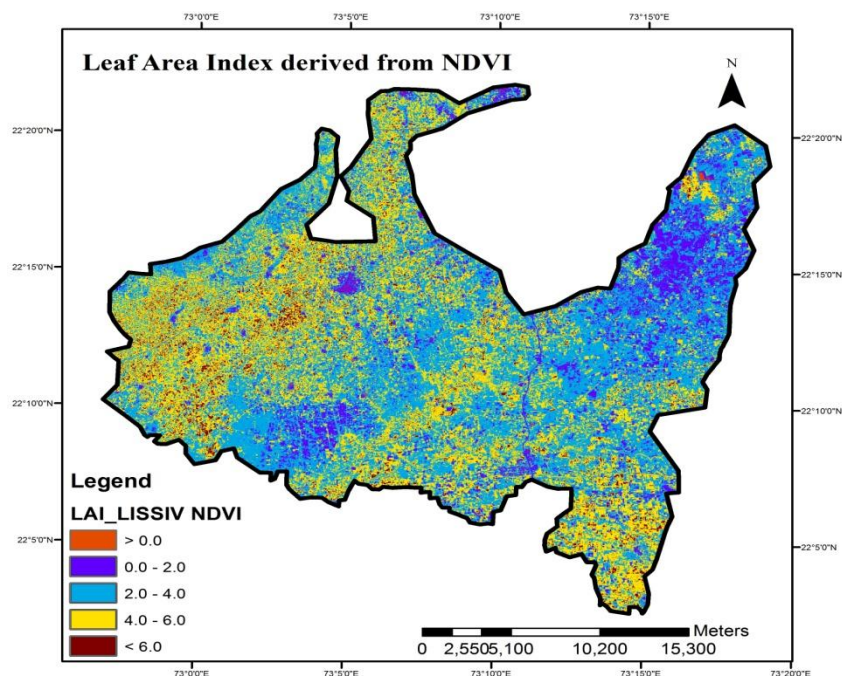 73°0'0"E 73°5'0"E 73°10'0"E 73°15'0"E
Leaf Area Index derived from NDVI
N
22°20'0"N 22°20'0"N
22°15'0"N 22°15'0"N
22°10'0"N 22°10'0"N
Legend
LAI_LISSIV NDVI
22°5'0"N 22°5'0"N
> 0.0
0.0 - 2.0
2.0 - 4.0
4.0 - 6.0
< 6.0
Meters
0 2,5505,100 10,200 15,300
73°0'0"E 73°5'0"E 73°10'0"E 73°15'0"E 73°20'0"E